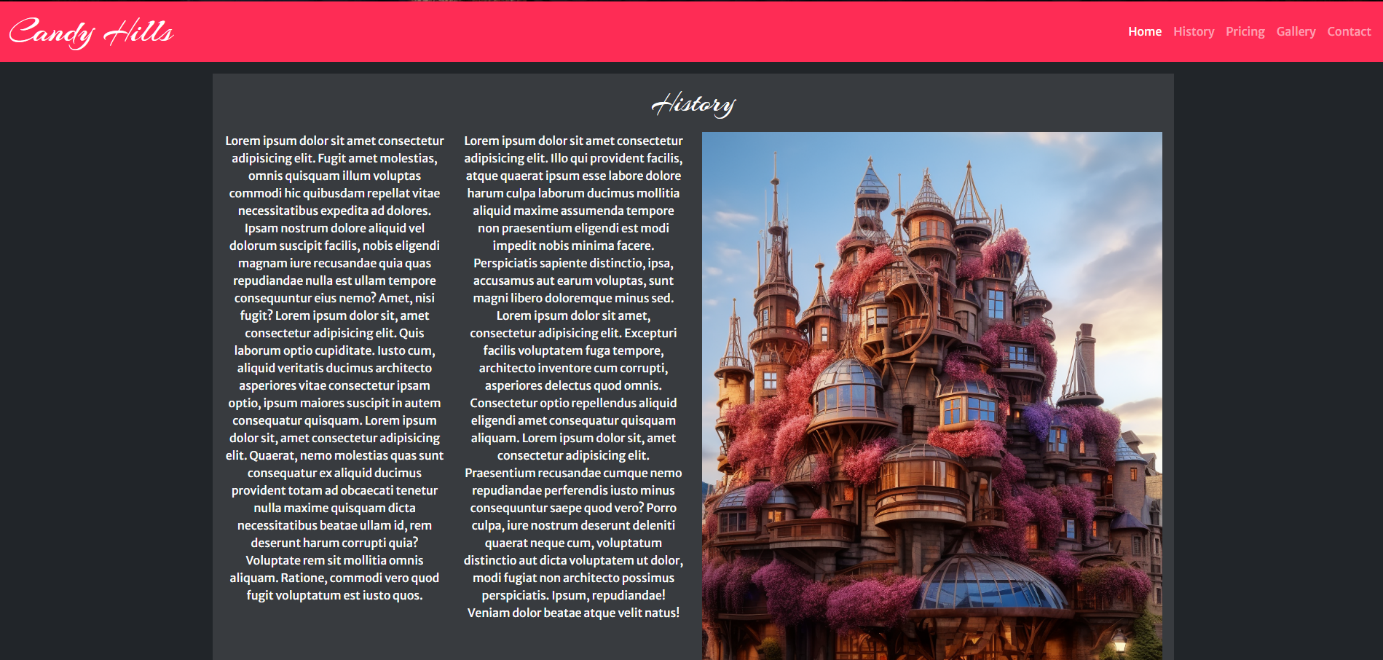 Candy Hills
Home History Pricing Gallery Contact
History
Lorem ipsum dolor sit amet consectetur
adipisicing elit. Fugit amet molestias,
omnis quisquam illum voluptas
commodi hic quibusdam repellat vitae
necessitatibus expedita ad dolores.
Ipsam nostrum dolore aliquid vel
dolorum suscipit facilis, nobis eligendi
magnam iure recusandae quia quas
repudiandae nulla est ullam tempore
consequuntur eius nemo? Amet, nisi
fugit? Lorem ipsum dolor sit, amet
consectetur adipisicing elit. Quis
laborum optio cupiditate. Iusto cum,
aliquid veritatis ducimus architecto
asperiores vitae consectetur ipsam
optio, ipsum maiores suscipit in autem
consequatur quisquam. Lorem ipsum
dolor sit, amet consectetur adipisicing
elit. Quaerat, nemo molestias quas sunt
consequatur ex aliquid ducimus
provident totam ad obcaecati tenetur
nulla maxime quisquam dicta
necessitatibus beatae ullam id, rem
deserunt harum corrupti quia?
Voluptate rem sit mollitia omnis
aliquam. Ratione, commodi vero quod
fugit voluptatum est iusto quos.
Lorem ipsum dolor sit amet consectetur
adipisicing elit. Illo qui provident facilis,
atque quaerat ipsum esse labore dolore
harum culpa laborum ducimus mollitia
aliquid maxime assumenda tempore
non praesentium eligendi est modi
impedit nobis minima facere.
Perspiciatis sapiente distinctio, ipsa,
accusamus aut earum voluptas, sunt
magni libero doloremque minus sed.
Lorem ipsum dolor sit amet,
consectetur adipisicing elit. Excepturi
facilis voluptatem fuga tempore,
architecto inventore cum corrupti,
asperiores delectus quod omnis.
Consectetur optio repellendus aliquid
eligendi amet consequatur quisquam
aliquam. Lorem ipsum dolor sit, amet
consectetur adipisicing elit.
Praesentium recusandae cumque nemo
repudiandae perferendis iusto minus
consequuntur saepe quod vero? Porro
culpa, iure nostrum deserunt deleniti
quaerat neque cum, voluptatum
distinctio aut dicta voluptatem ut dolor,
modi fugiat non architecto possimus
perspiciatis. Ipsum, repudiandae!
Veniam dolor beatae atque velit natus!